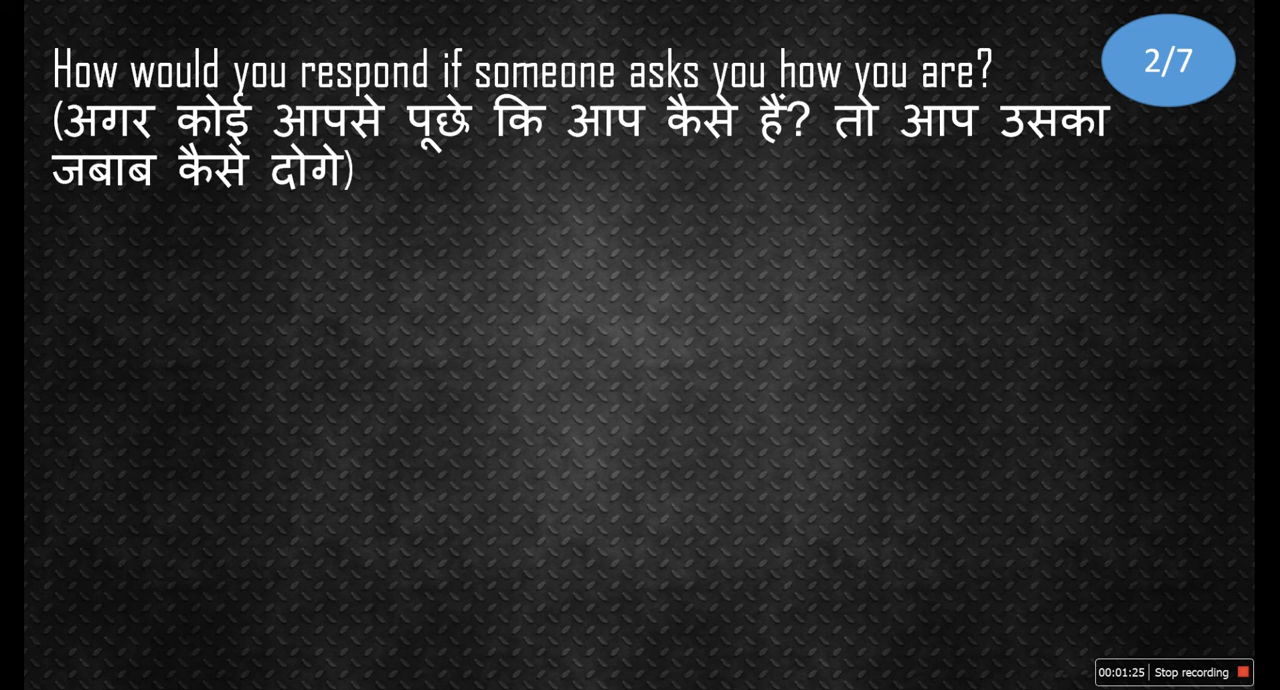 How would you respond if someone asks you how you are?
(अगर कोई आपसे पूछे कि आप कैसे हैं? तो आप उसका
जबाब कैसे दोगे)
2/7
00:01:25 Stop recording